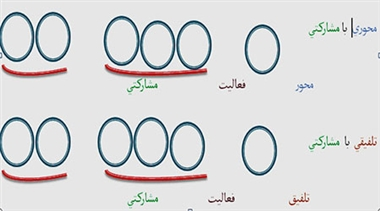 محوري با مشاركتي
محور فعاليت مشاركتي
تلفيقي با مشاركتي
تلفيق فعاليت مشاركتي